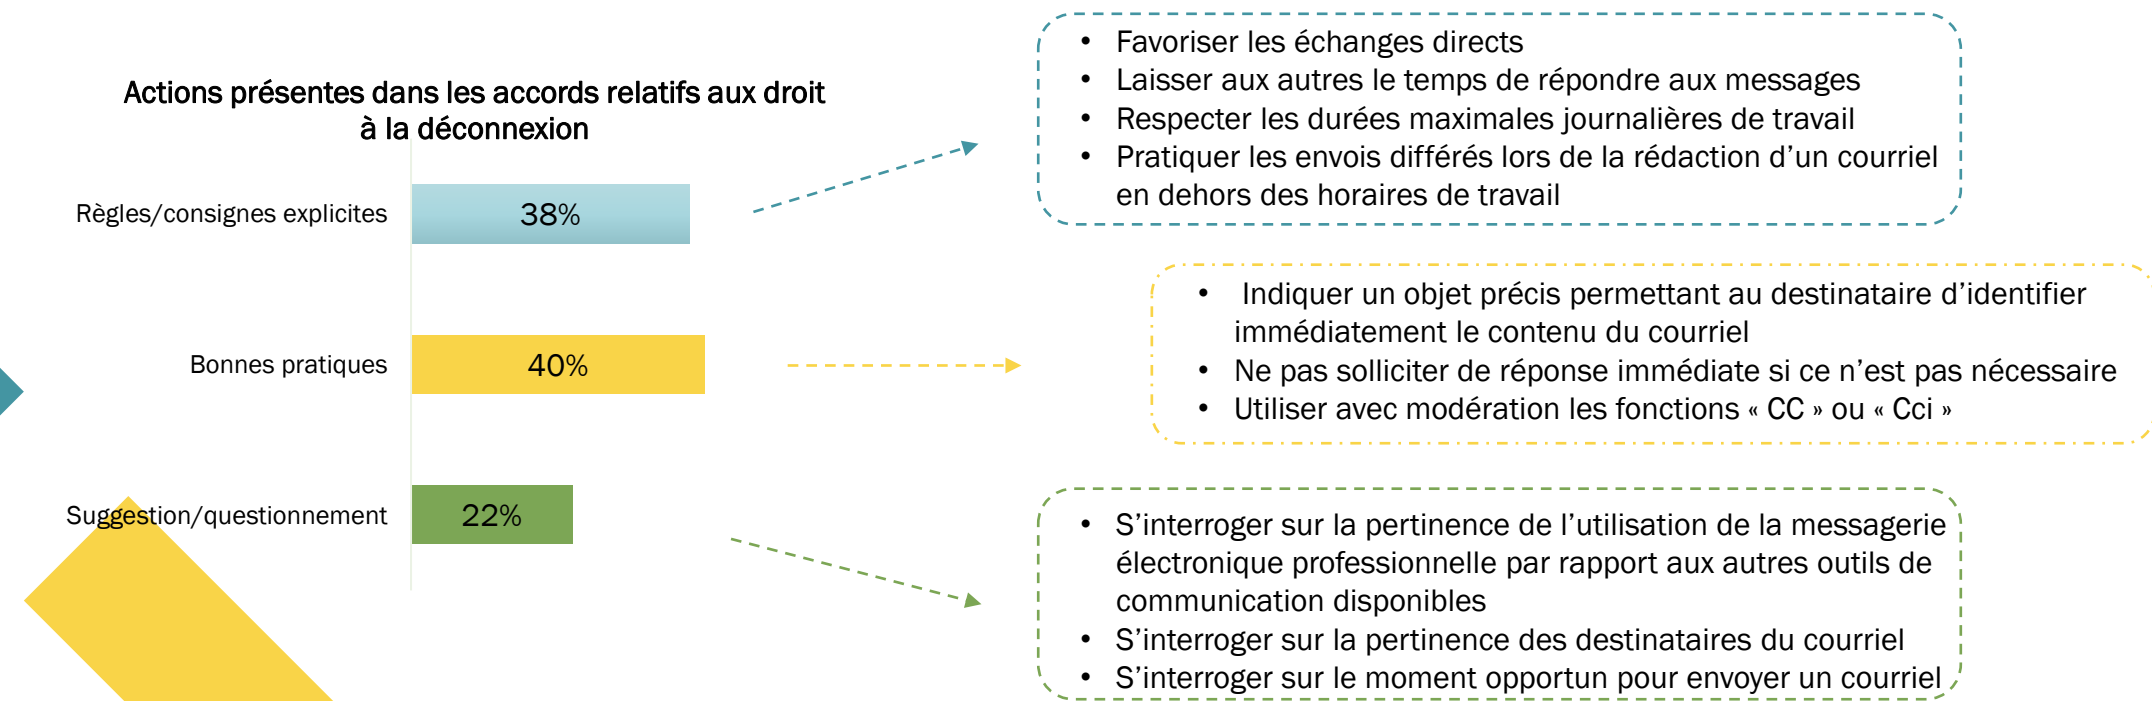 Actions présentes dans les accords relatifs aux droit
à la déconnexion
Règles/consignes explicites
38%
Bonnes pratiques
40%
Suggestion/questionnement
22%
• Favoriser les échanges directs
• Laisser aux autres le temps de répondre aux messages
• Respecter les durées maximales journalières de travail
• Pratiquer les envois différés lors de la rédaction d’un courriel
en dehors des horaires de travail
• Indiquer un objet précis permettant au destinataire d’identifier
immédiatement le contenu du courriel
• Ne pas solliciter de réponse immédiate si ce n’est pas nécessaire
• Utiliser avec modération les fonctions « CC » ou « Cci »
• S’interroger sur la pertinence de l’utilisation de la messagerie
électronique professionnelle par rapport aux autres outils de
communication disponibles
• S’interroger sur la pertinence des destinataires du courriel
• S’interroger sur le moment opportun pour envoyer un courriel